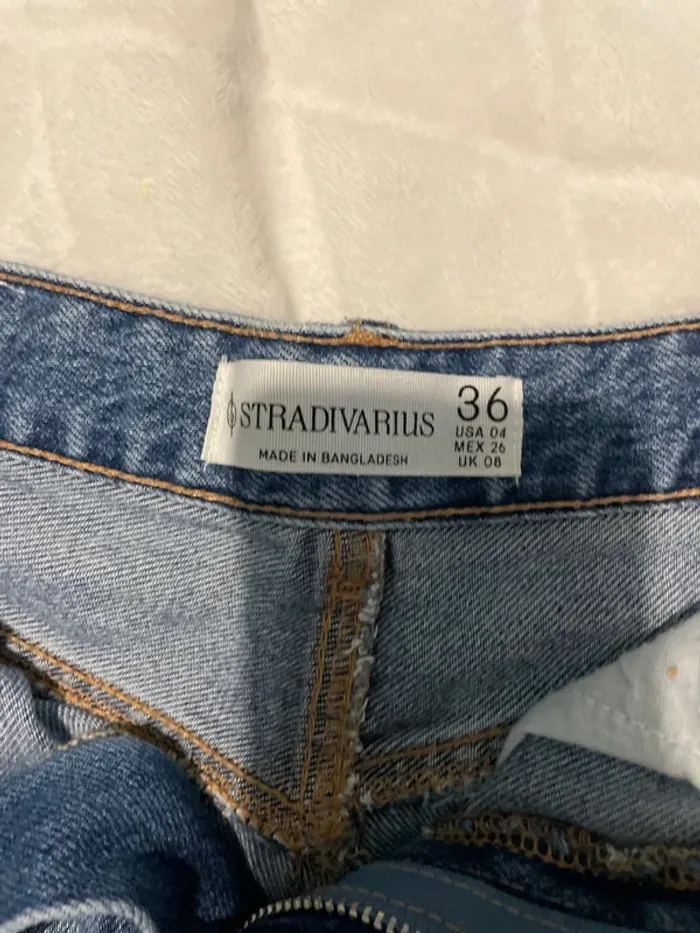 STRADIVARIUS
MADE IN BANGLADESH
36
USA 04
MEX 26
UK 08